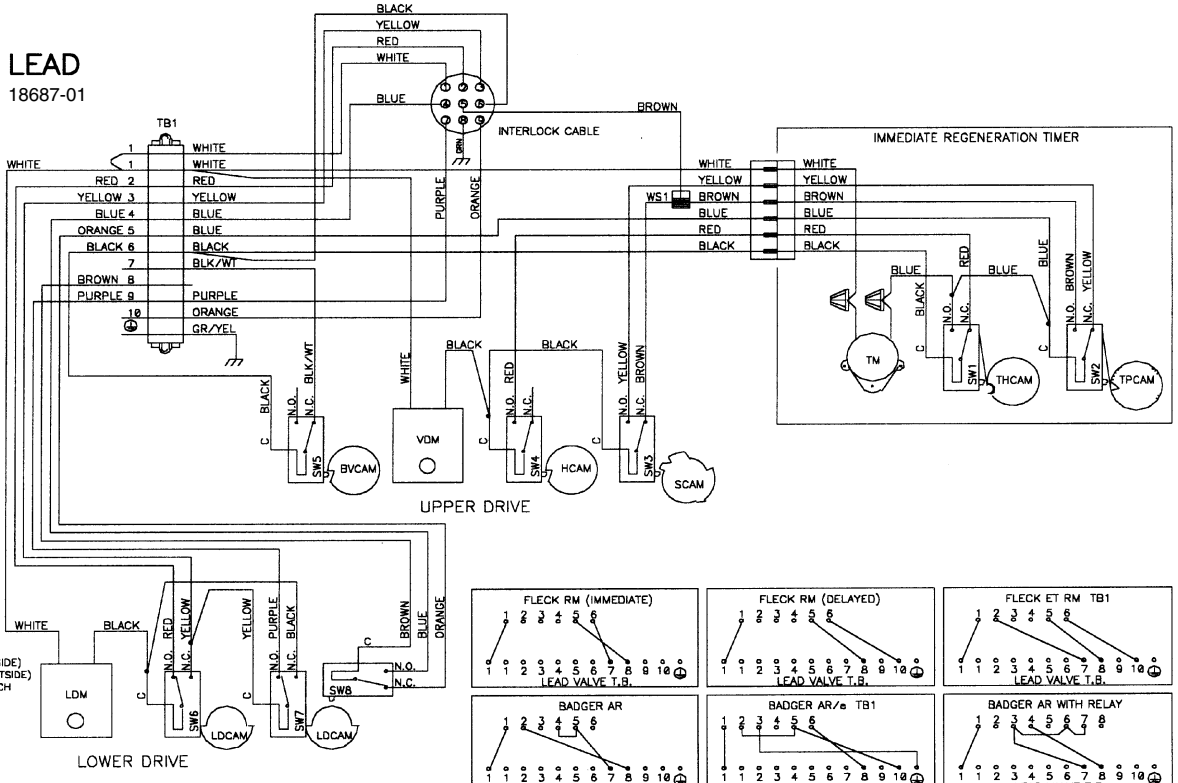 LEAD
18687-01
BLACK
YELLOW
RED
WHITE
BLUE
1 2 3
4 5 6
7 8 9
INTERLOCK CABLE
BROWN
GRN
PURPLE
ORANGE
TB1
1 WHITE
WHITE 1 WHITE
RED 2 RED
YELLOW 3 YELLOW
BLUE 4 BLUE
ORANGE 5 BLUE
BLACK 6 BLACK
7 BLK/WT
BROWN 8
PURPLE 9 PURPLE
10 ORANGE
GR/YEL
IMMEDIATE REGENERATION TIMER
WHITE WHITE
YELLOW YELLOW
WS1 BROWN BROWN
BLUE BLUE
RED RED
BLACK BLACK
BLUE
BLACK
RED
BLUE
BLUE
BROWN
YELLOW
N.O.
N.C.
C
SW1
THCAM
N.O.
N.C.
C
SW2
TPCAM
TM
BLACK
BLK/WT
N.O.
N.C.
C
SW5
BVCAM
WHITE
BLACK
VDM
BLACK
RED
N.O.
N.C.
C
SW4
HCAM
YELLOW
BROWN
N.O.
N.C.
C
SW3
SCAM
UPPER DRIVE
WHITE
BLACK
LDM
RED
YELLOW
N.O.
N.C.
C
SW6
LDCAM
YELLOW
PURPLE
BLACK
N.O.
N.C.
C
SW7
LDCAM
C
BROWN
BLUE
ORANGE
N.O.
N.C.
SW8
IDE)
TSIDE)
CH
LOWER DRIVE
FLECK RM (IMMEDIATE)
1 2 3 4 5 6
1 1 2 3 4 5 6 7 8 9 10
LEAD VALVE T.B.
FLECK RM (DELAYED)
1 2 3 4 5 6
1 1 2 3 4 5 6 7 8 9 10
LEAD VALVE T.B.
FLECK ET RM TB1
1 2 3 4 5 6
1 1 2 3 4 5 6 7 8 9 10
LEAD VALVE T.B.
BADGER AR
1 2 3 4 5 6
1 1 2 3 4 5 6 7 8 9 10
BADGER AR/s TB1
1 2 3 4 5 6
1 1 2 3 4 5 6 7 8 9 10
BADGER AR WITH RELAY
1 2 3 4 5 6 7 8
1 1 2 3 4 5 6 7 8 9 10